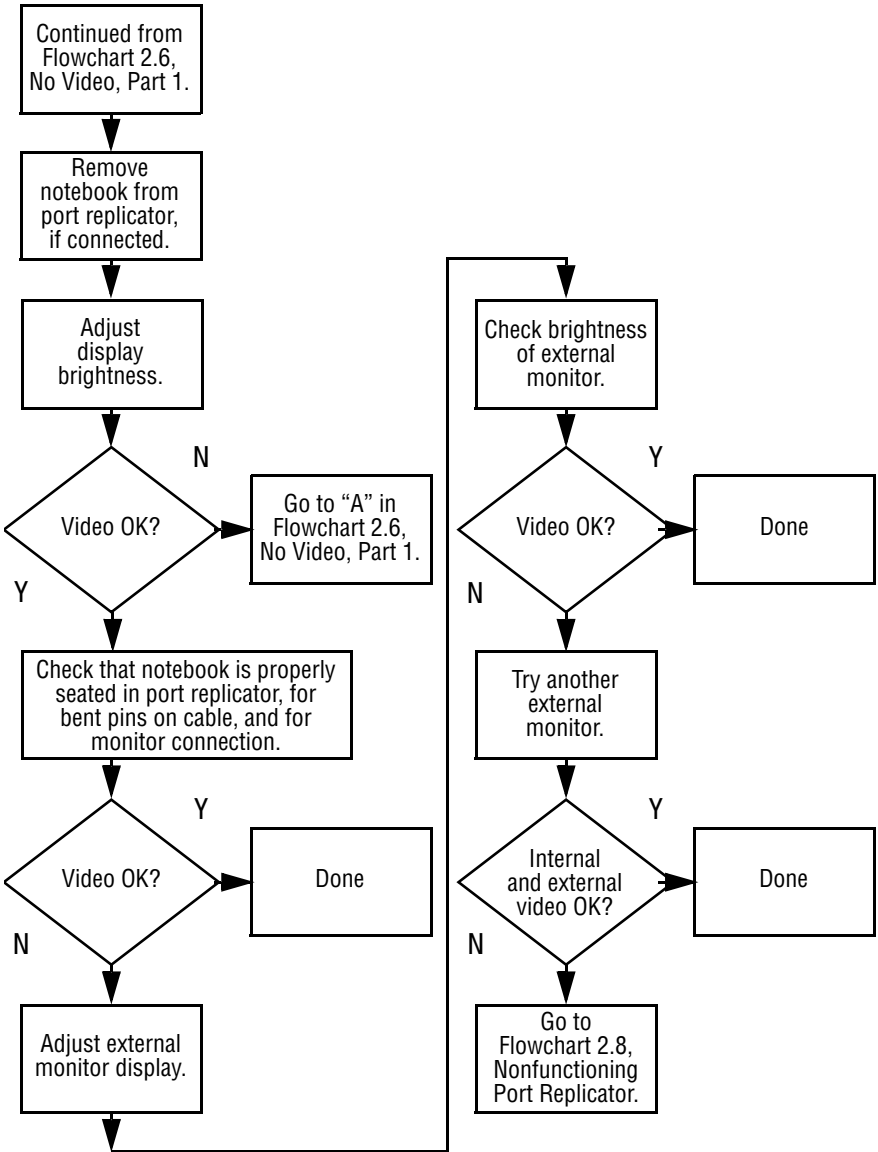 Continued from
Flowchart 2.6,
No Video, Part 1.
Remove
notebook from
port replicator,
if connected.
Adjust
display
brightness.
N
Video OK?
Go to “A” in
Flowchart 2.6,
No Video, Part 1.
Y
Check that notebook is properly
seated in port replicator, for
bent pins on cable, and for
monitor connection.
Y
Video OK?
Done
N
Adjust external
monitor display.
Check brightness
of external
monitor.
Y
Video OK?
Done
N
Try another
external
monitor.
Y
Internal
and external
video OK?
Done
N
Go to
Flowchart 2.8,
Nonfunctioning
Port Replicator.